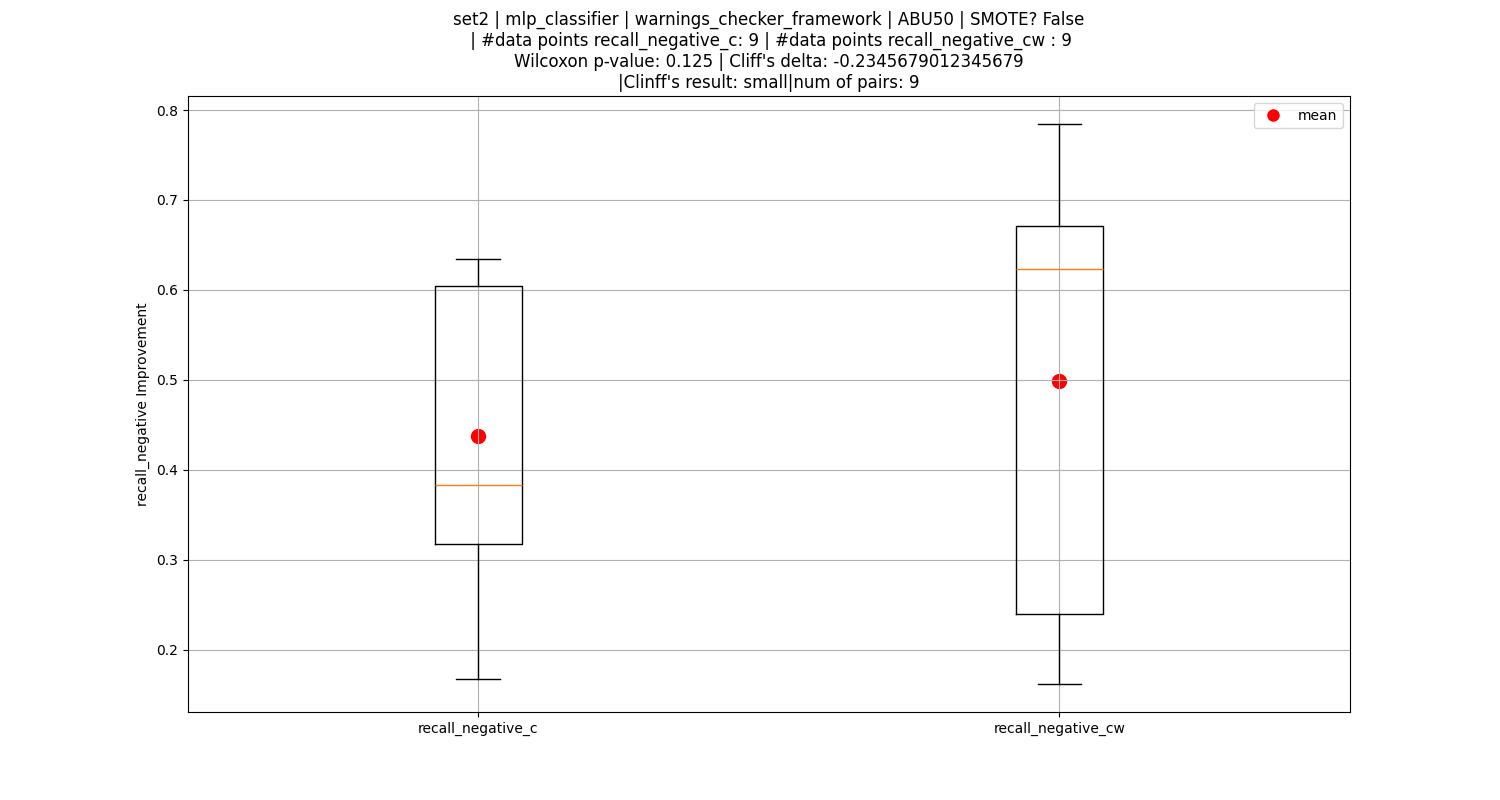 set2 | mlp_classifier | warnings_checker_framework | ABU50 | SMOTE? False
| #data points recall_negative_c: 9 | #data points recall_negative_cw : 9
Wilcoxon p-value: 0.125 | Cliff's delta: -0.2345679012345679
|Clinff's result: small|num of pairs: 9
mean
recall_negative Improvement
0.8
0.7
0.6
0.5
0.4
0.3
0.2
recall_negative_c
recall_negative_cw